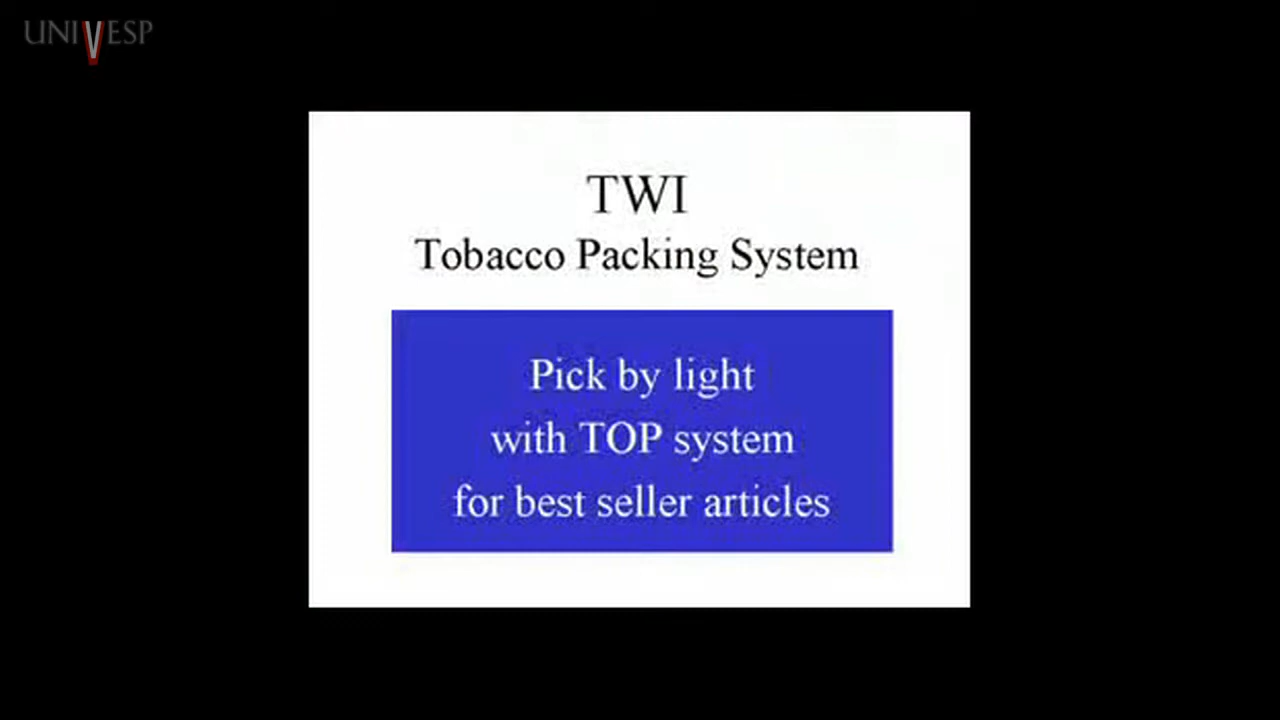 UNIVESP
TWI
Tobacco Packing System
Pick by light
with TOP system
for best seller articles